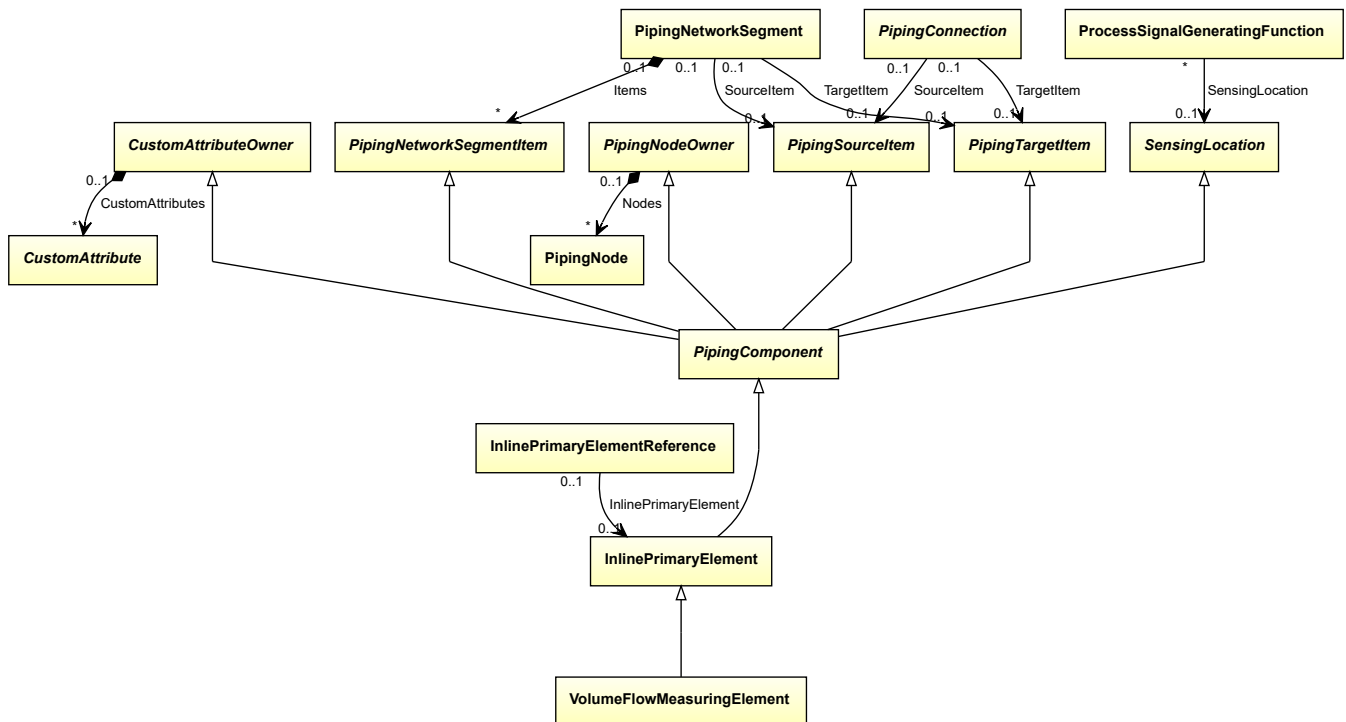 PipingNetworkSegment
PipingConnection
ProcessSignalGeneratingFunction
0..1
0..1
0..1
0..1
0..1
*
Items
SourceItem
TargetItem
SourceItem
TargetItem
SensingLocation
*
0..1
0..1
0..1
0..1
0..1
CustomAttributeOwner
PipingNetworkSegmentItem
PipingNodeOwner
PipingSourceItem
PipingTargetItem
SensingLocation
0..1
0..1
CustomAttributes
Nodes
*
*
CustomAttribute
PipingNode
PipingComponent
InlinePrimaryElementReference
0..1
InlinePrimaryElement
0..1
InlinePrimaryElement
VolumeFlowMeasuringElement